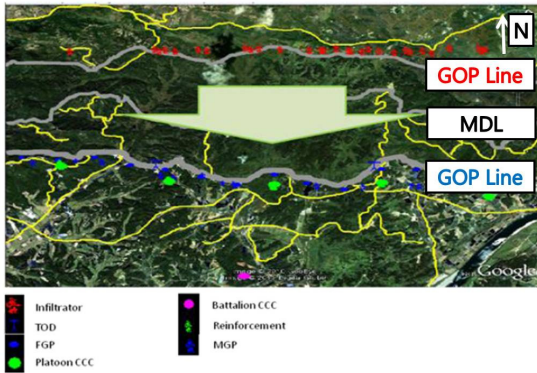 N
GOP Line
MDL
GOP Line
Google
Infiltrator
TOD
FGP
Platoon CCC
Battalion CCC
Reinforcement
MGP